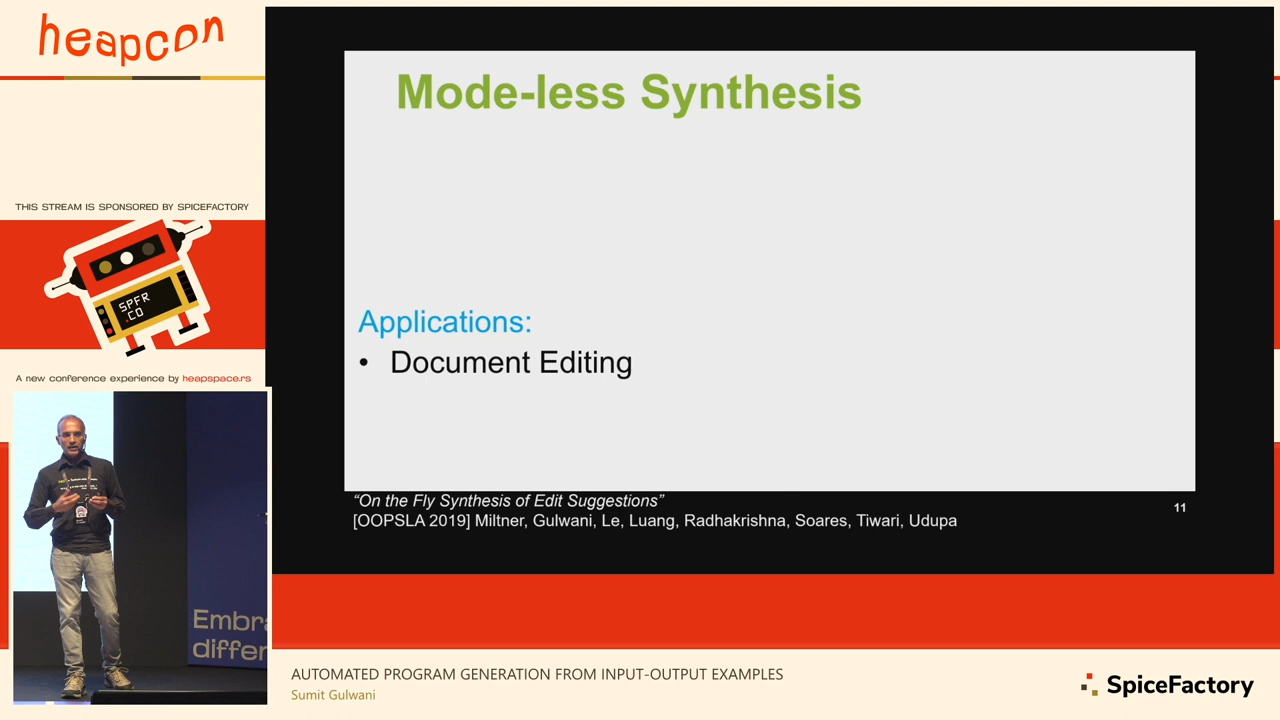 heapcon
THIS STREAM IS SPONSORED BY SPICEFACTORY
SPFR
.CO
A new conference experience by heapspace.rs
Mode-less Synthesis
Applications:
• Document Editing
“On the Fly Synthesis of Edit Suggestions”
[OOPSLA 2019] Miltner, Gulwani, Le, Luang, Radhakrishna, Soares, Tiwari, Udupa
11
Embra
differ
AUTOMATED PROGRAM GENERATION FROM INPUT-OUTPUT EXAMPLES
Sumit Gulwani
SpiceFactory